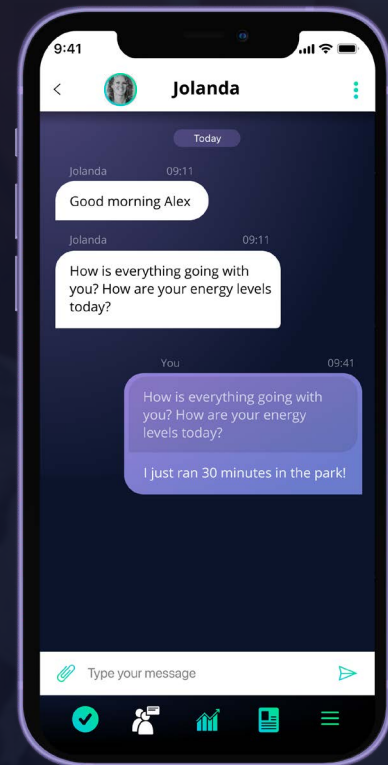 9:41
Jolanda
Today
Jolanda 09:11
Good morning Alex
Jolanda 09:11
How is everything going with
you? How are your energy levels
today?
You 09:41
How is everything going with
you? How are your energy
levels today?
I just ran 30 minutes in the park!
Type your message